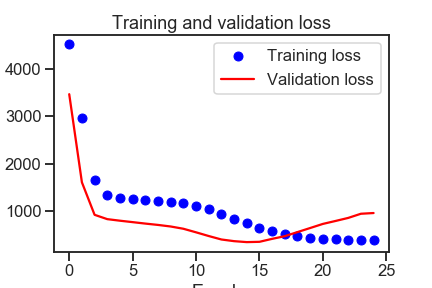 Training and validation loss
Training loss
Validation loss
4000
3000
2000
1000
0 5 10 15 20 25